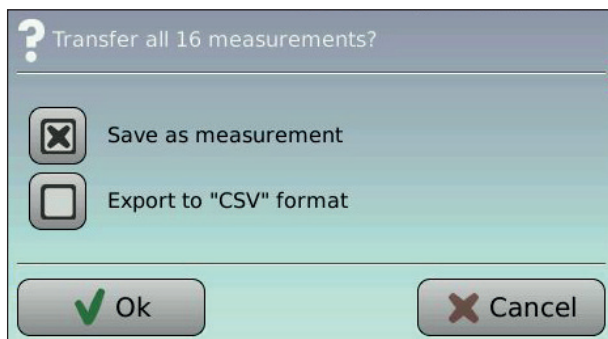 Transfer all 16 measurements?
Save as measurement
Export to "CSV" format
Ok
Cancel